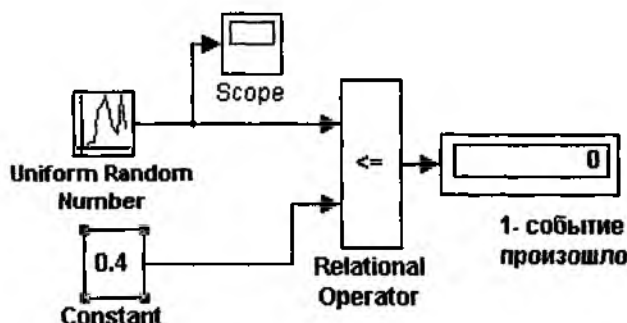 Scope
Uniform Random
Number
<=
0
0.4
Constant
Relational
Operator
1- событие
произошло